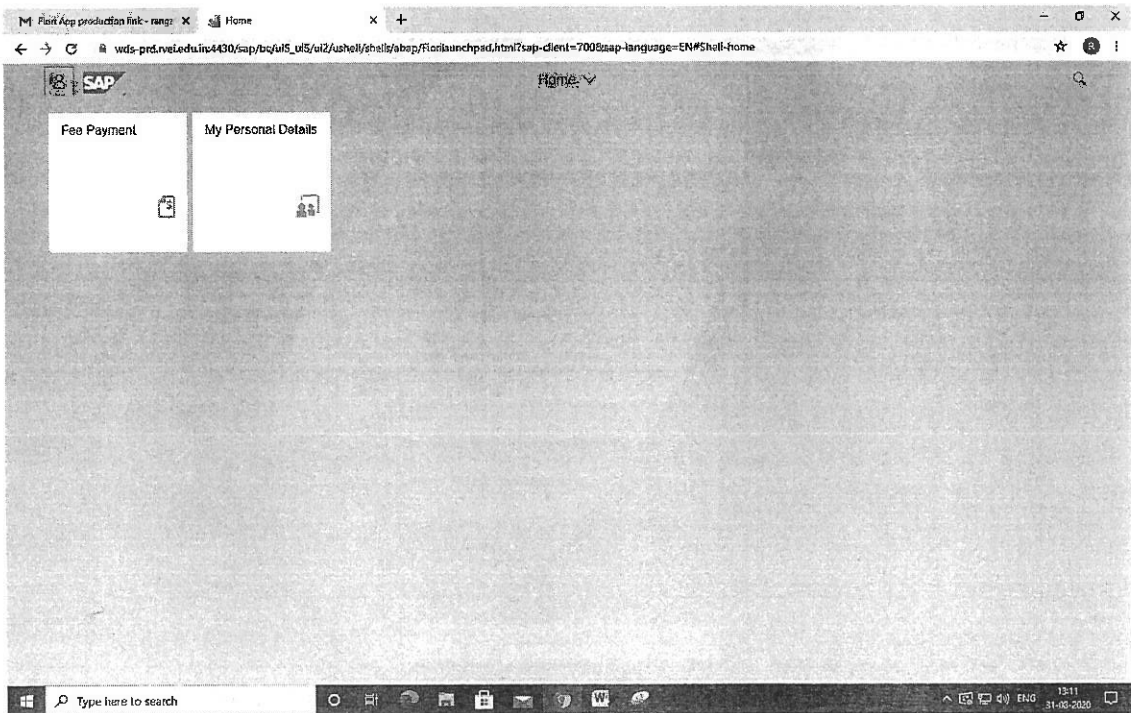 Fiori App production link - ranga
Home
wds-prd.rvei.edu.in:4430/sap/bc/ui5_ui5/ui2/ushell/shells/abap/Fiorilaunchpad.html?sap-client=700&sap-language=EN#Shell-home
SAP
Home
Fee Payment
My Personal Details
Type here to search
ENG
13:11
31-03-2020